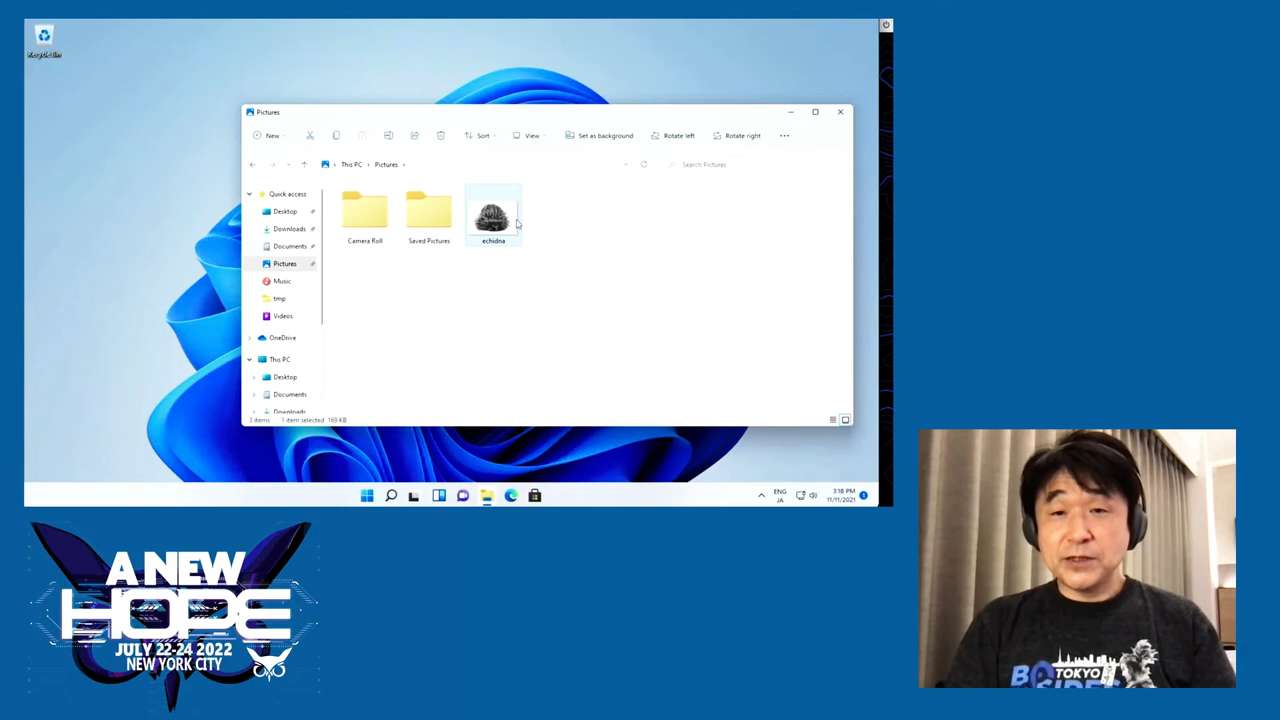 Recycle Bin
Pictures
New
Sort
View
Set as background
Rotate left
Rotate right
This PC
Pictures
Search Pictures
Quick access
Desktop
Downloads
Documents
Pictures
Music
tmp
Videos
OneDrive
This PC
Desktop
Documents
Downloads
Camera Roll
Saved Pictures
echidna
3 items
1 item selected 169 KB
ENG
JA
3:18 PM
11/11/2021
1
A NEW
HOPE
JULY 22-24 2022
NEW YORK CITY
TOKYO